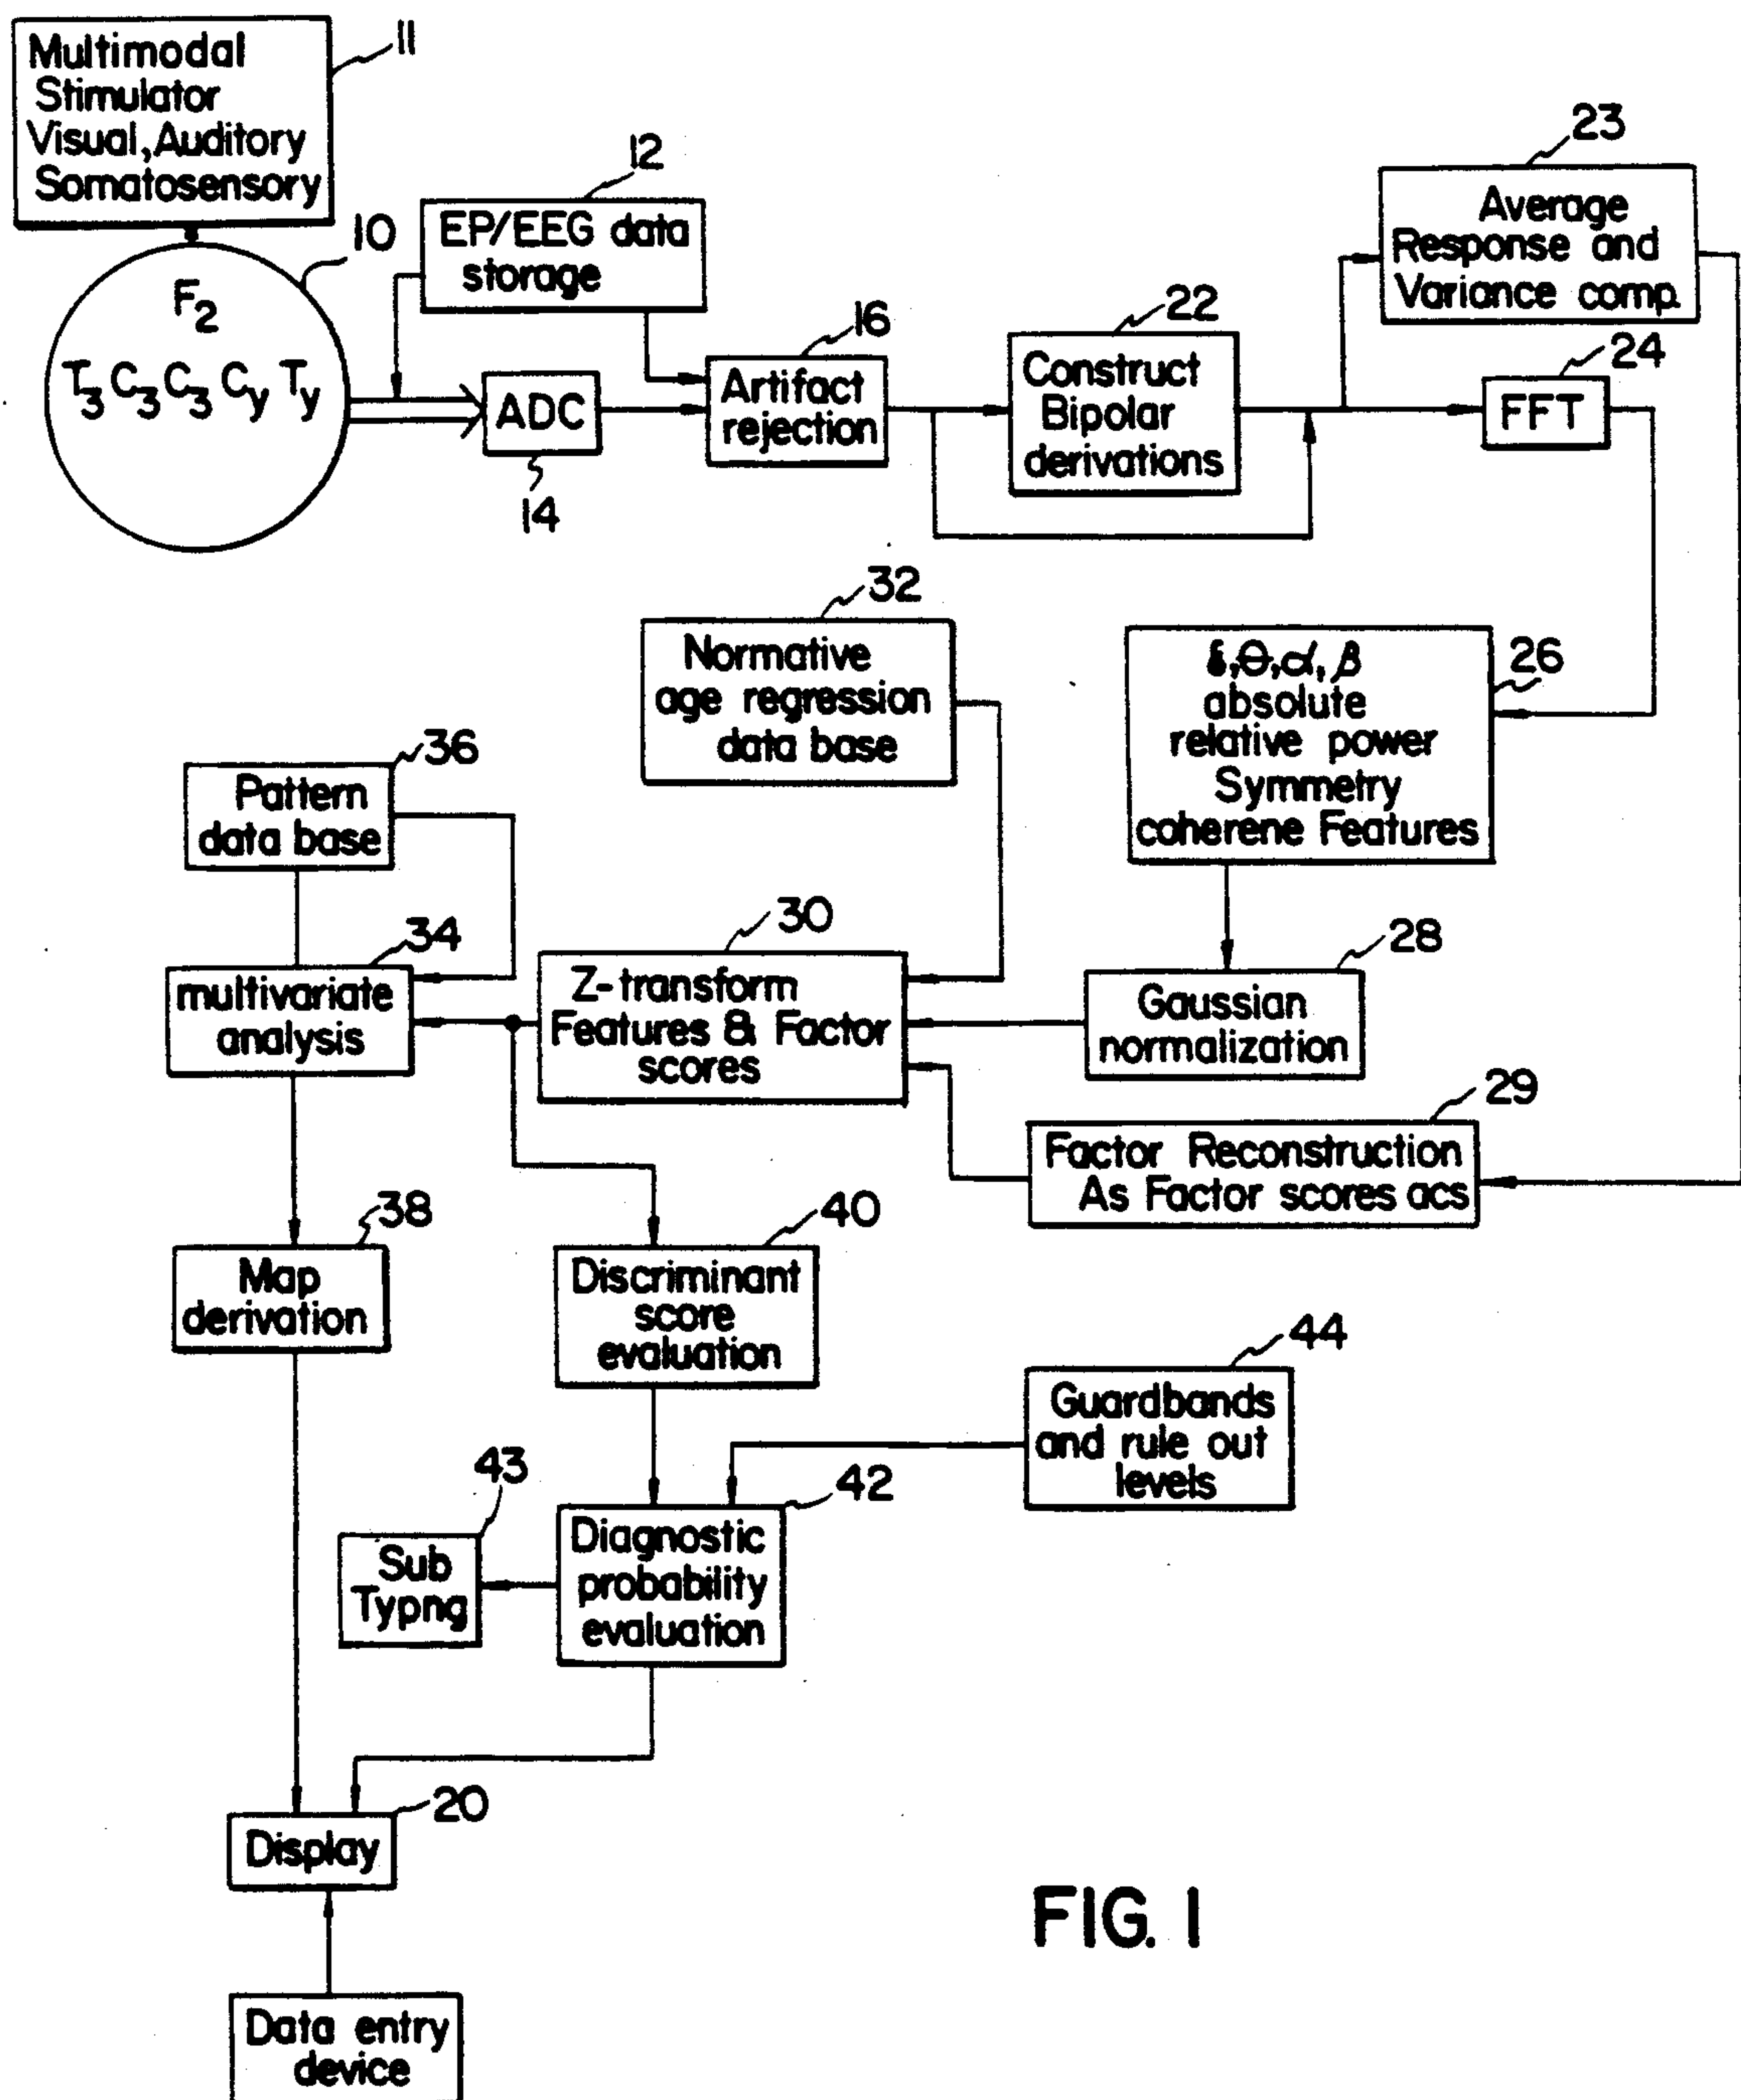 Multimodal
Stimulator
Visual, Auditory
Somatosensory
11
10
F2
T3 C3 C3 Cy Ty
12
EP/EEG data
storage
ADC
14
16
Artifact
rejection
22
Construct
Bipolar
derivations
23
Average
Response and
Variance comp.
24
FFT
32
Normative
age regression
data base
δ,θ,α,β
absolute
relative power
Symmetry
coherene Features
26
36
Pattern
data base
34
multivariate
analysis
30
Z-transform
Features & Factor
scores
28
Gaussian
normalization
29
Factor Reconstruction
As Factor scores acs
38
Map
derivation
40
Discriminant
score
evaluation
44
Guardbands
and rule out
levels
43
Sub
Typng
42
Diagnostic
probability
evaluation
20
Display
Data entry
device
FIG. 1